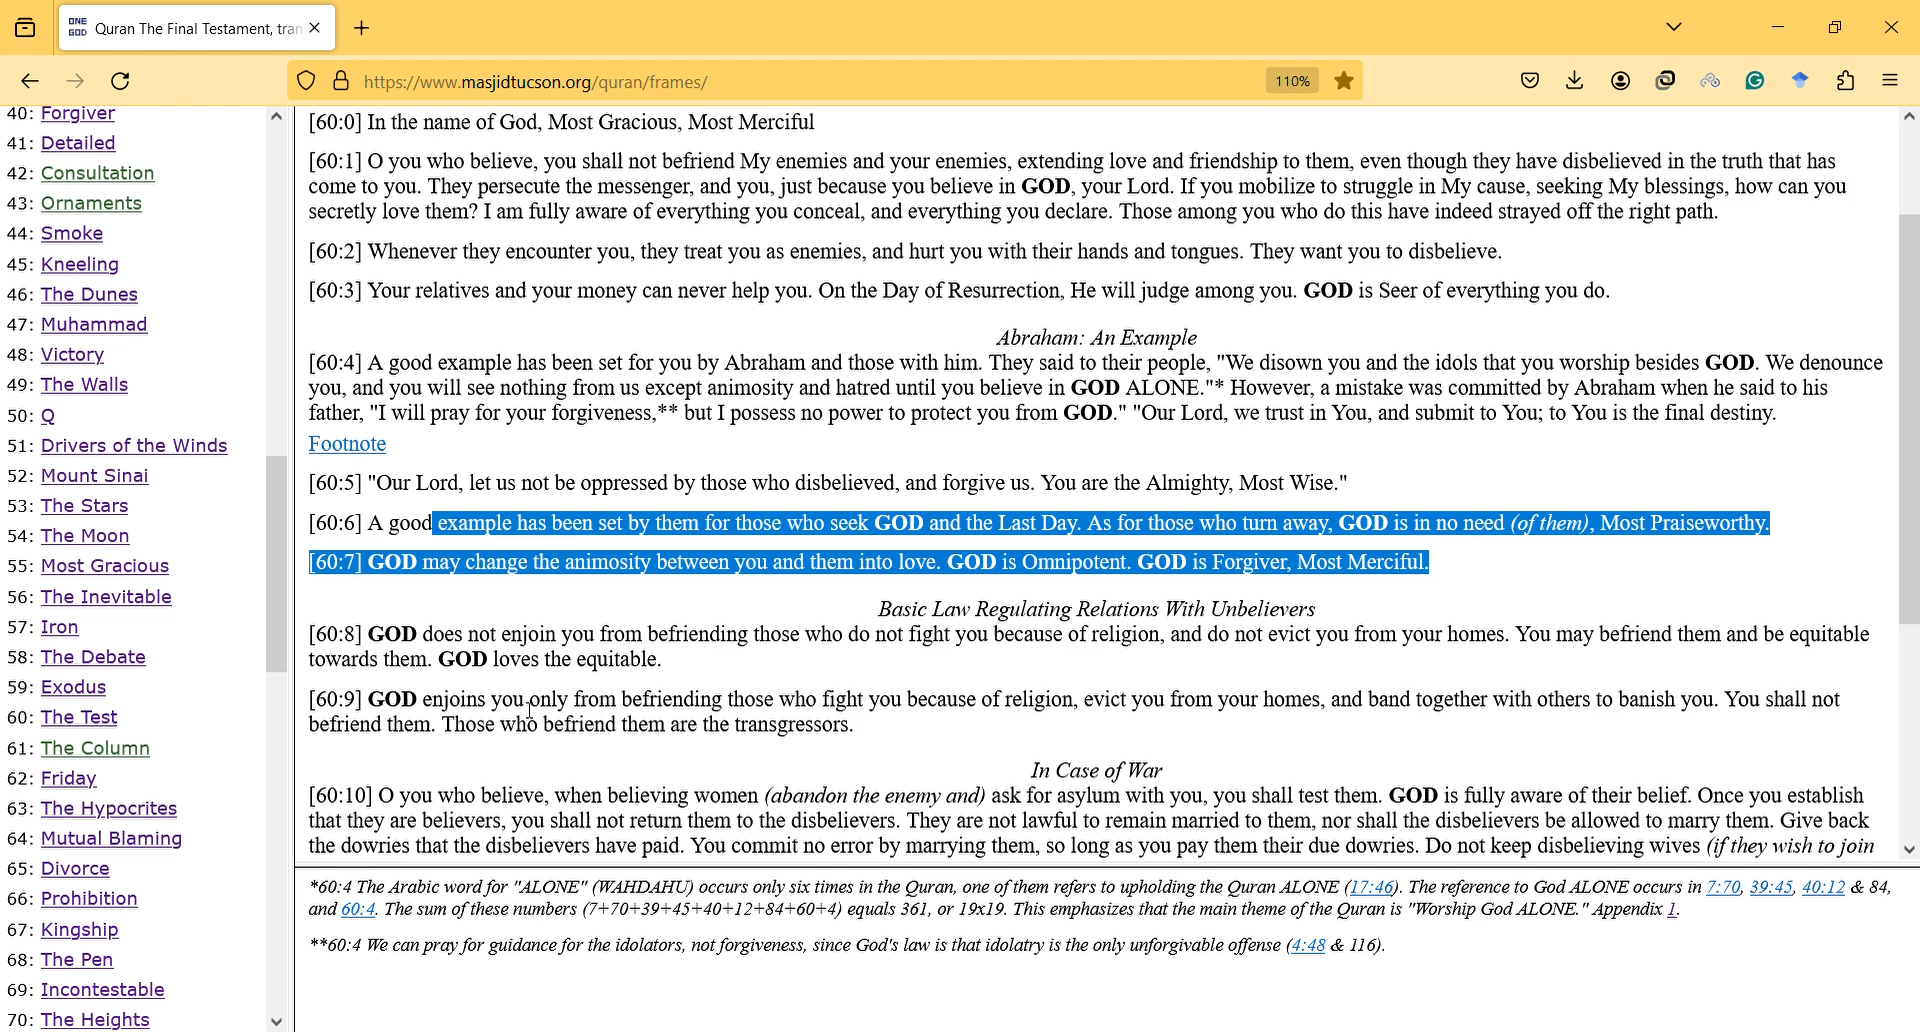 ONE
GOD
Quran The Final Testament, tran
https://www.masjidtucson.org/quran/frames/
110%
40: Forgiver
41: Detailed
42: Consultation
43: Ornaments
44: Smoke
45: Kneeling
46: The Dunes
47: Muhammad
48: Victory
49: The Walls
50: Q
51: Drivers of the Winds
52: Mount Sinai
53: The Stars
54: The Moon
55: Most Gracious
56: The Inevitable
57: Iron
58: The Debate
59: Exodus
60: The Test
61: The Column
62: Friday
63: The Hypocrites
64: Mutual Blaming
65: Divorce
66: Prohibition
67: Kingship
68: The Pen
69: Incontestable
70: The Heights
[60:0] In the name of God, Most Gracious, Most Merciful
[60:1] O you who believe, you shall not befriend My enemies and your enemies, extending love and friendship to them, even though they have disbelieved in the truth that has
come to you. They persecute the messenger, and you, just because you believe in GOD, your Lord. If you mobilize to struggle in My cause, seeking My blessings, how can you
secretly love them? I am fully aware of everything you conceal, and everything you declare. Those among you who do this have indeed strayed off the right path.
[60:2] Whenever they encounter you, they treat you as enemies, and hurt you with their hands and tongues. They want you to disbelieve.
[60:3] Your relatives and your money can never help you. On the Day of Resurrection, He will judge among you. GOD is Seer of everything you do.
Abraham: An Example
[60:4] A good example has been set for you by Abraham and those with him. They said to their people, "We disown you and the idols that you worship besides GOD. We denounce
you, and you will see nothing from us except animosity and hatred until you believe in GOD ALONE."* However, a mistake was committed by Abraham when he said to his
father, "I will pray for your forgiveness,** but I possess no power to protect you from GOD." "Our Lord, we trust in You, and submit to You; to You is the final destiny.
Footnote
[60:5] "Our Lord, let us not be oppressed by those who disbelieved, and forgive us. You are the Almighty, Most Wise."
[60:6] A good example has been set by them for those who seek GOD and the Last Day. As for those who turn away, GOD is in no need (of them), Most Praiseworthy.
[60:7] GOD may change the animosity between you and them into love. GOD is Omnipotent. GOD is Forgiver, Most Merciful.
Basic Law Regulating Relations With Unbelievers
[60:8] GOD does not enjoin you from befriending those who do not fight you because of religion, and do not evict you from your homes. You may befriend them and be equitable
towards them. GOD loves the equitable.
[60:9] GOD enjoins you only from befriending those who fight you because of religion, evict you from your homes, and band together with others to banish you. You shall not
befriend them. Those who befriend them are the transgressors.
In Case of War
[60:10] O you who believe, when believing women (abandon the enemy and) ask for asylum with you, you shall test them. GOD is fully aware of their belief. Once you establish
that they are believers, you shall not return them to the disbelievers. They are not lawful to remain married to them, nor shall the disbelievers be allowed to marry them. Give back
the dowries that the disbelievers have paid. You commit no error by marrying them, so long as you pay them their due dowries. Do not keep disbelieving wives (if they wish to join
*60:4 The Arabic word for "ALONE" (WAHDAHU) occurs only six times in the Quran, one of them refers to upholding the Quran ALONE (17:46). The reference to God ALONE occurs in 7:70, 39:45, 40:12 & 84,
and 60:4. The sum of these numbers (7+70+39+45+40+12+84+60+4) equals 361, or 19x19. This emphasizes that the main theme of the Quran is "Worship God ALONE." Appendix 1.
**60:4 We can pray for guidance for the idolators, not forgiveness, since God's law is that idolatry is the only unforgivable offense (4:48 & 116).